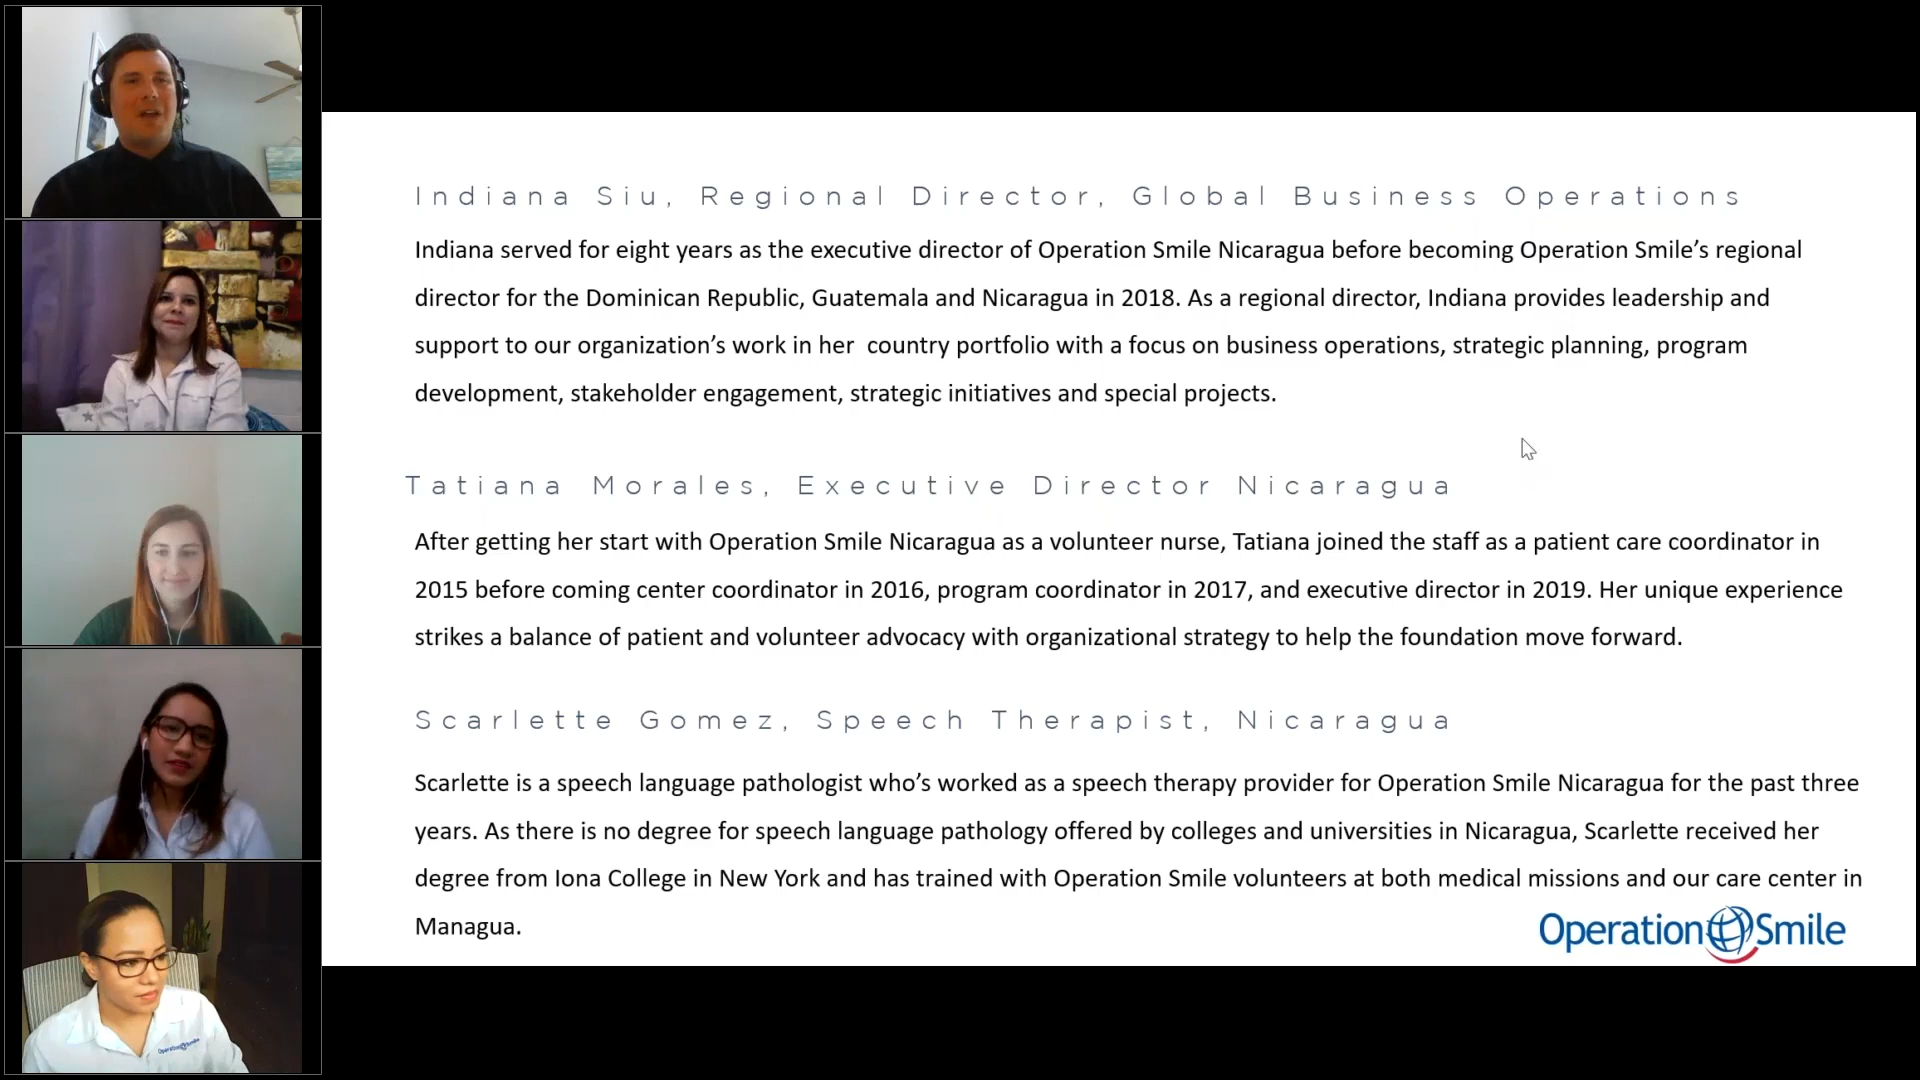 Indiana Siu, Regional Director, Global Business Operations
Indiana served for eight years as the executive director of Operation Smile Nicaragua before becoming Operation Smile’s regional
director for the Dominican Republic, Guatemala and Nicaragua in 2018. As a regional director, Indiana provides leadership and
support to our organization’s work in her  country portfolio with a focus on business operations, strategic planning, program
development, stakeholder engagement, strategic initiatives and special projects.
Tatiana Morales, Executive Director Nicaragua
After getting her start with Operation Smile Nicaragua as a volunteer nurse, Tatiana joined the staff as a patient care coordinator in
2015 before coming center coordinator in 2016, program coordinator in 2017, and executive director in 2019. Her unique experience
strikes a balance of patient and volunteer advocacy with organizational strategy to help the foundation move forward.
Scarlette Gomez, Speech Therapist, Nicaragua
Scarlette is a speech language pathologist who’s worked as a speech therapy provider for Operation Smile Nicaragua for the past three
years. As there is no degree for speech language pathology offered by colleges and universities in Nicaragua, Scarlette received her
degree from Iona College in New York and has trained with Operation Smile volunteers at both medical missions and our care center in
Managua.
Operation Smile
Operation Smile